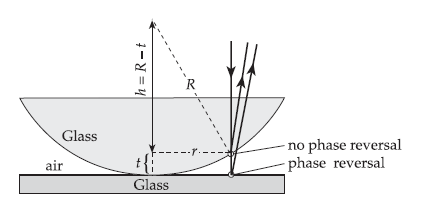 h = R – t
R
Glass
r
no phase reversal
air
t
phase reversal
Glass